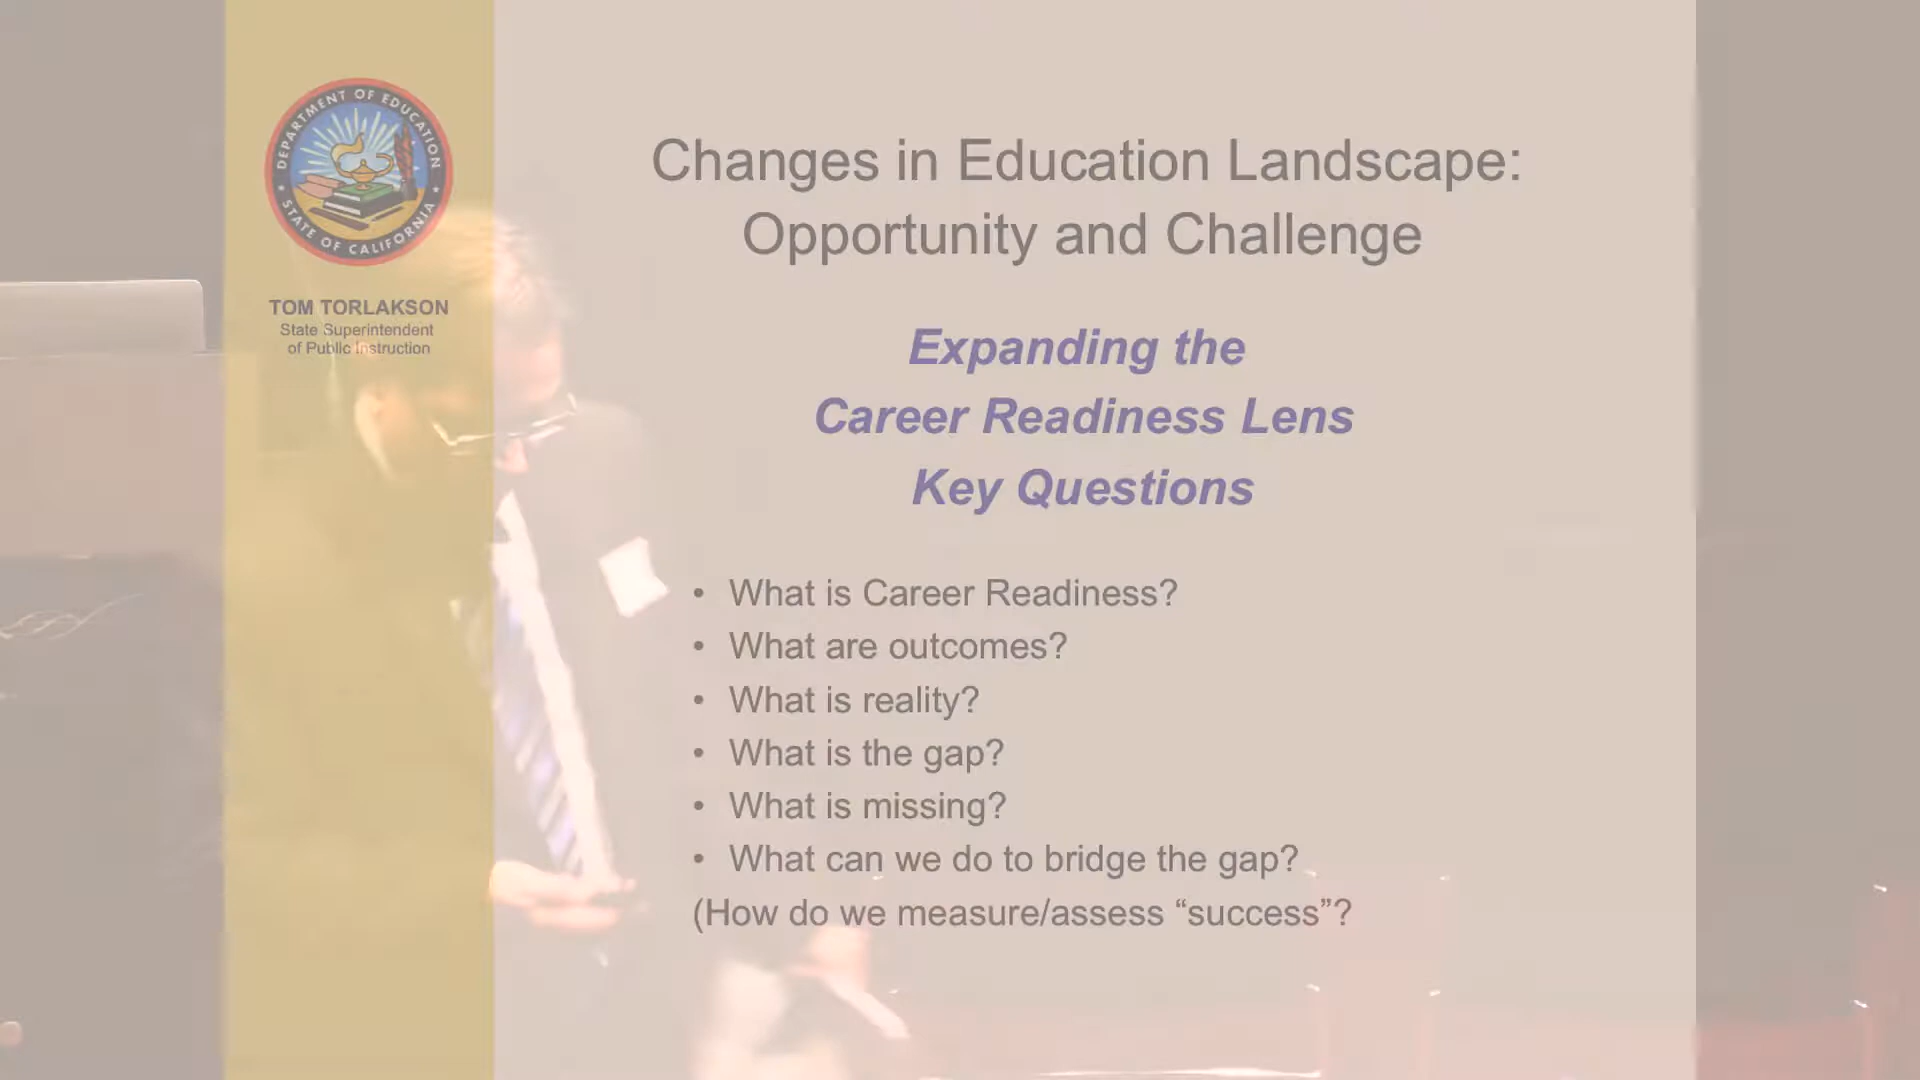 DEPARTMENT OF EDUCATION
STATE OF CALIFORNIA
TOM TORLAKSON
State Superintendent
of Public Instruction
Changes in Education Landscape:
Opportunity and Challenge
Expanding the
Career Readiness Lens
Key Questions
• What is Career Readiness?
• What are outcomes?
• What is reality?
• What is the gap?
• What is missing?
• What can we do to bridge the gap?
(How do we measure/assess “success”?